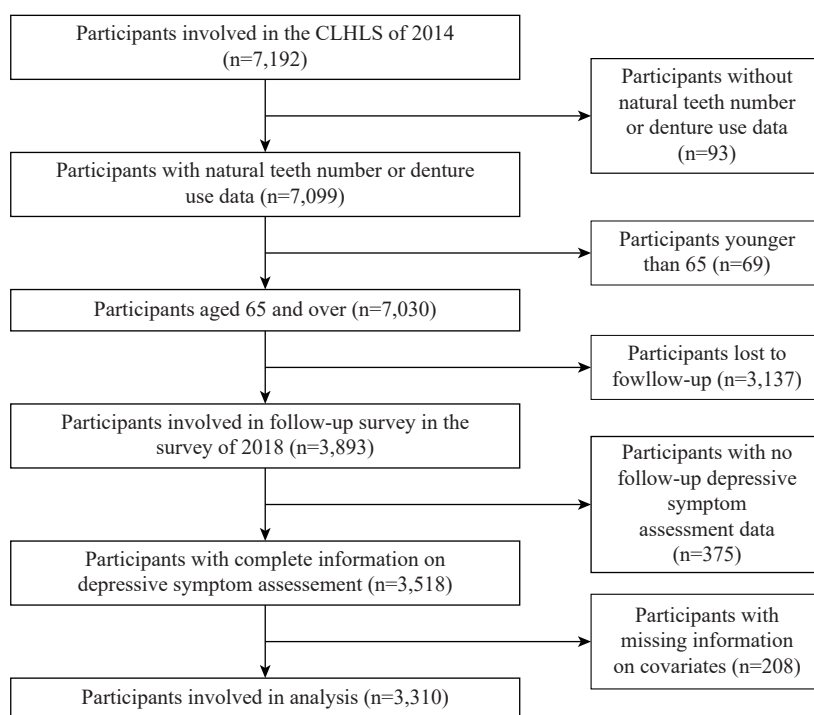 Participants involved in the CLHLS of 2014
(n=7,192)
Participants without
natural teeth number
or denture use data
(n=93)
Participants with natural teeth number or denture
use data (n=7,099)
Participants younger
than 65 (n=69)
Participants aged 65 and over (n=7,030)
Participants lost to
fowllow-up (n=3,137)
Participants involved in follow-up survey in the
survey of 2018 (n=3,893)
Participants with no
follow-up depressive
symptom
assessment data
(n=375)
Participants with complete information on
depressive symptom assessement (n=3,518)
Participants with
missing information
on covariates (n=208)
Participants involved in analysis (n=3,310)